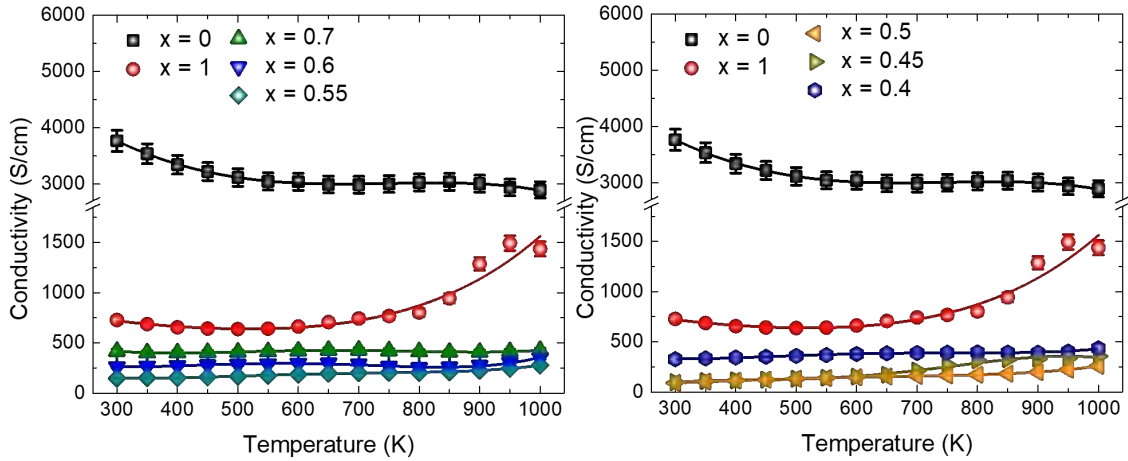 x = 0
x = 1
x = 0.7
x = 0.6
x = 0.55
Conductivity (S/cm)
6000
5000
4000
3000
1500
1000
500
0
300 400 500 600 700 800 900 1000
Temperature (K)
x = 0
x = 1
x = 0.5
x = 0.45
x = 0.4
Conductivity (S/cm)
6000
5000
4000
3000
1500
1000
500
0
300 400 500 600 700 800 900 1000
Temperature (K)